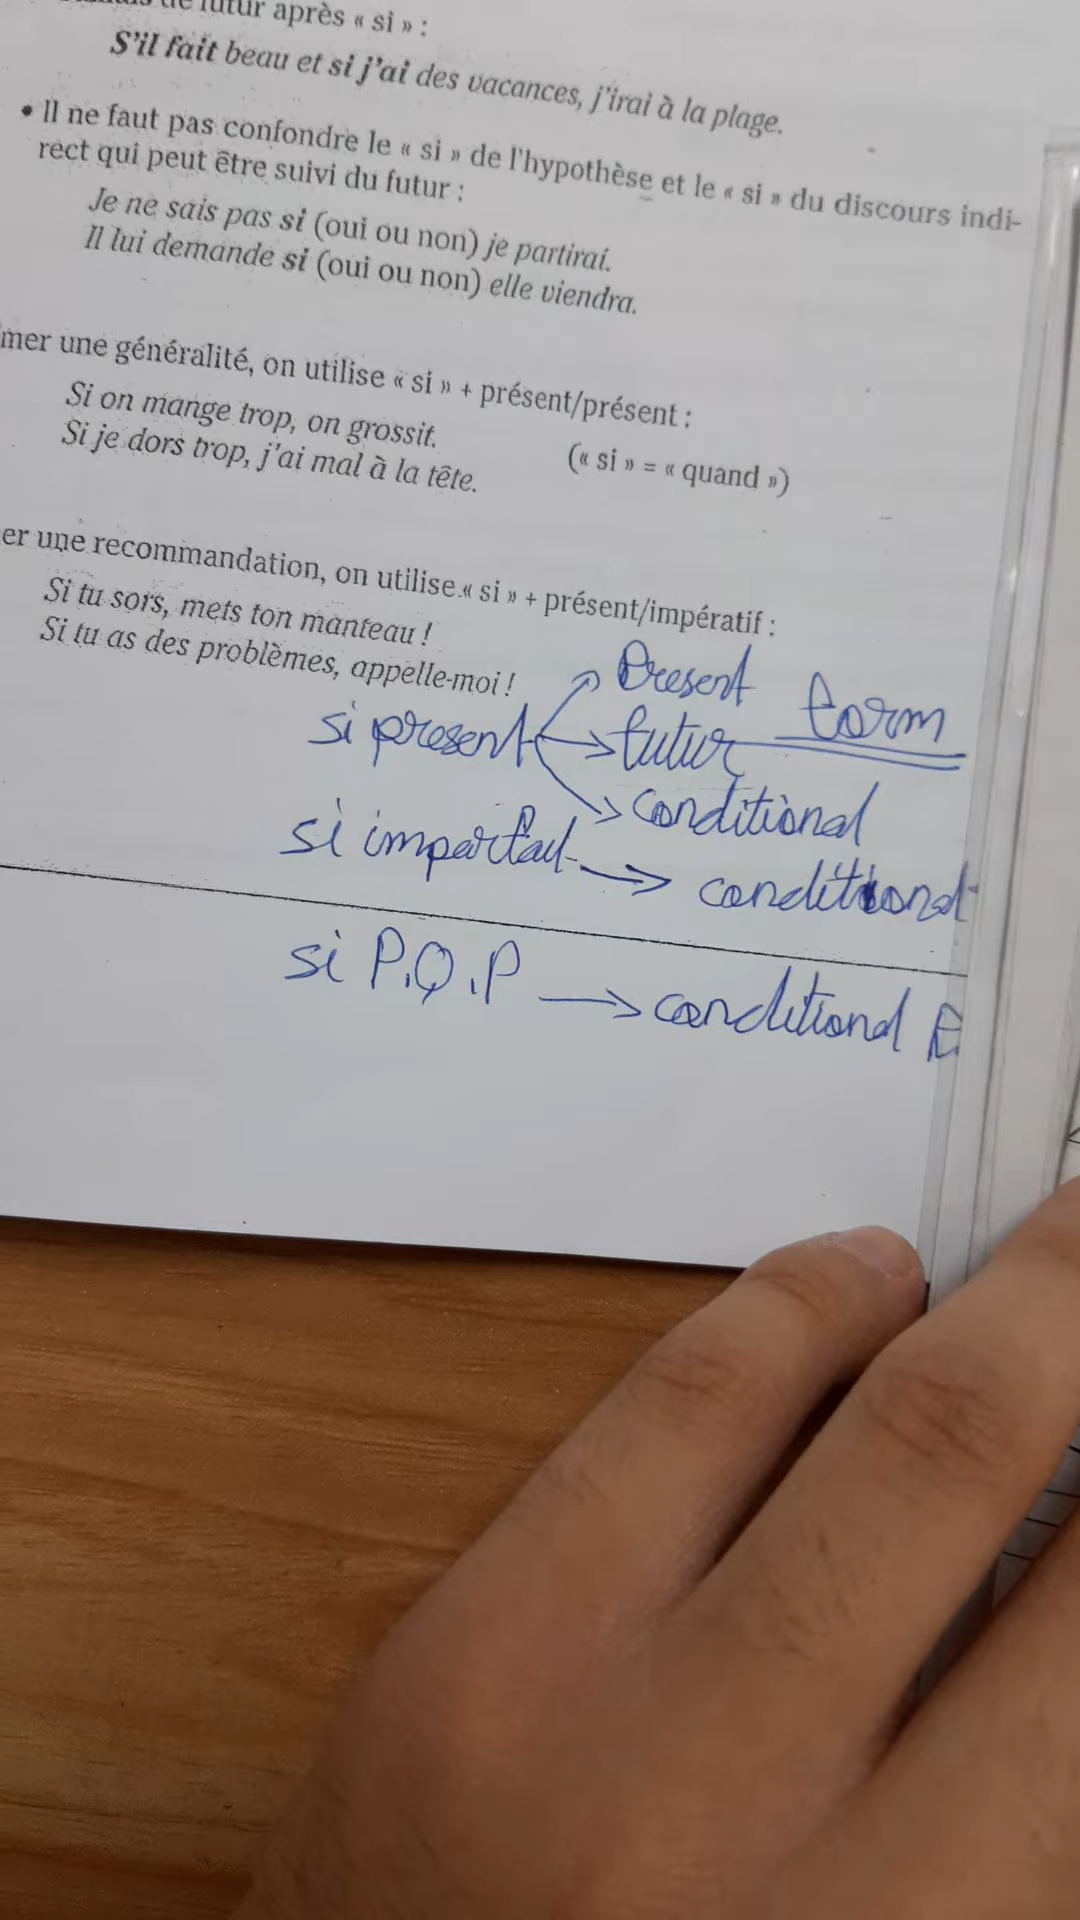 de futur après « si » :
S'il fait beau et si j'ai des vacances, j'irai à la plage.
• Il ne faut pas confondre le « si » de l'hypothèse et le « si » du discours indi-
rect qui peut être suivi du futur :
Je ne sais pas si (oui ou non) je partirai.
Il lui demande si (oui ou non) elle viendra.
mer une généralité, on utilise « si » + présent/présent :
Si on mange trop, on grossit.
Si je dors trop, j'ai mal à la tête.
(« si » = « quand »)
er une recommandation, on utilise « si » + présent/impératif :
Si tu sors, mets ton manteau !
Si tu as des problèmes, appelle-moi !
Present
si present → futur
conditional
si imparfait → conditional
si P.Q.P → conditional